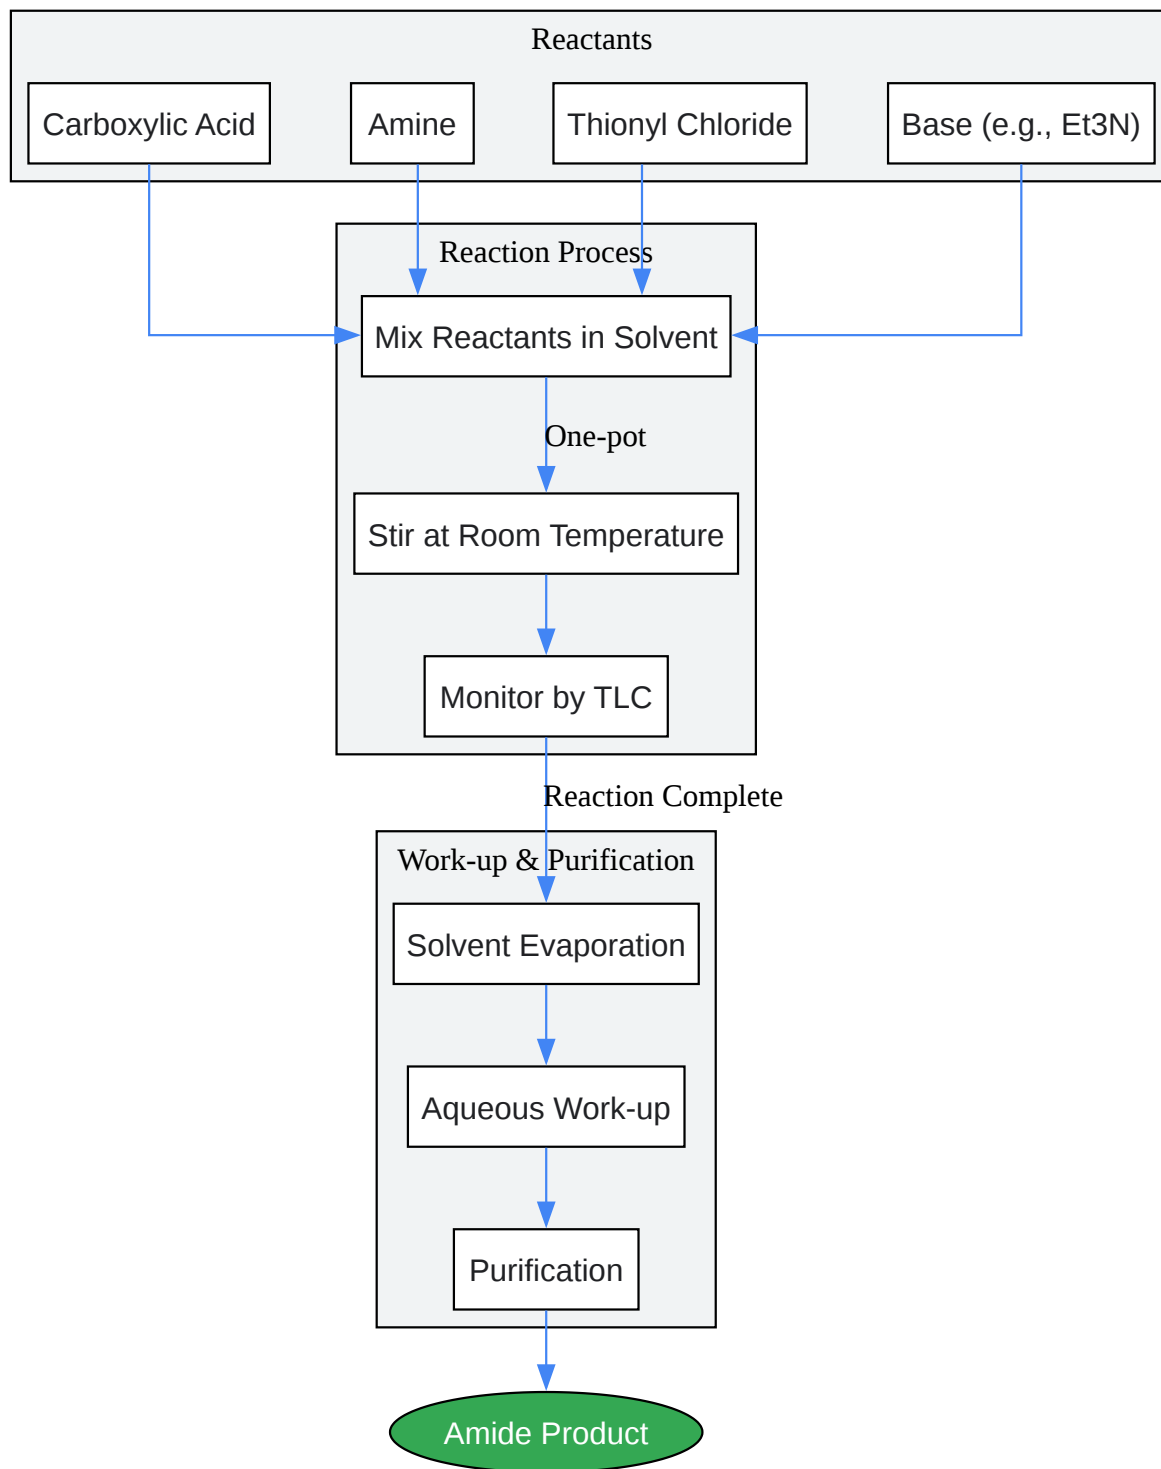 Reactants
Carboxylic Acid
Amine
Thionyl Chloride
Base (e.g., Et3N)
Reaction Process
Mix Reactants in Solvent
One-pot
Stir at Room Temperature
Monitor by TLC
Reaction Complete
Work-up & Purification
Solvent Evaporation
Aqueous Work-up
Purification
Amide Product